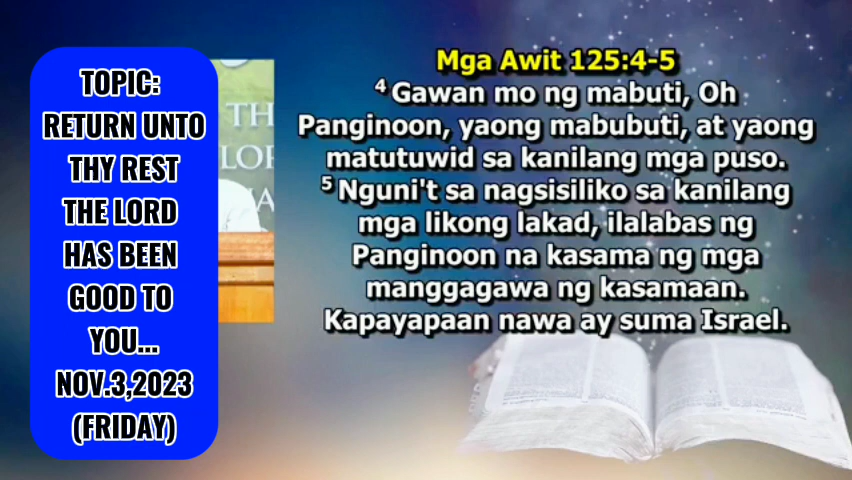 TOPIC:
RETURN UNTO
THY REST
THE LORD
HAS BEEN
GOOD TO
YOU...
NOV.3,2023
(FRIDAY)
TH
LOR
Mga Awit 125:4-5
4 Gawan mo ng mabuti, Oh
Panginoon, yaong mabubuti, at yaong
matutuwid sa kanilang mga puso.
5 Nguni't sa nagsisiliko sa kanilang
mga likong lakad, ilalabas ng
Panginoon na kasama ng mga
manggagawa ng kasamaan.
Kapayapaan nawa ay suma Israel.